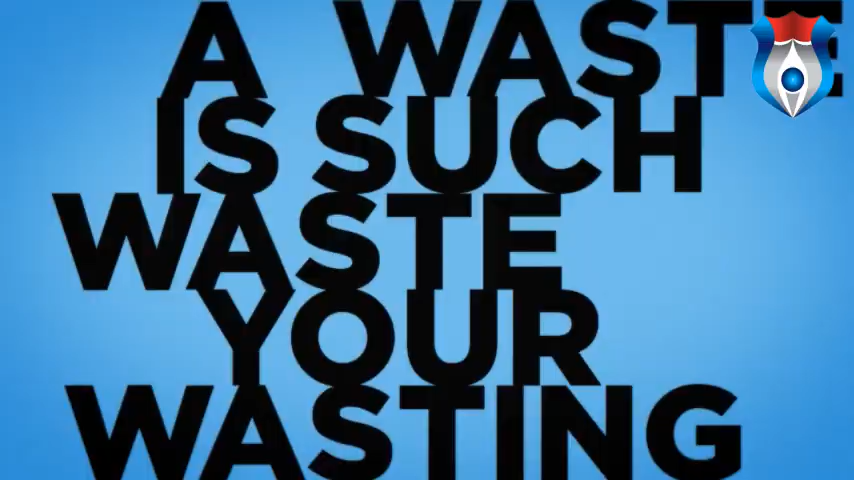 A WASTE
IS SUCH
WASTE
YOUR
WASTING